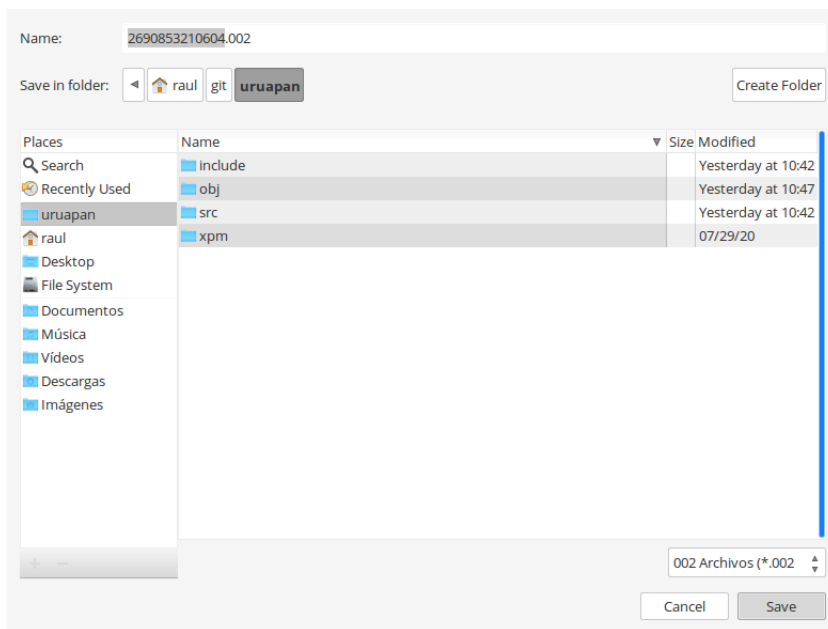 Name: 2690853210604.002
Save in folder: raul git uruapan Create Folder
Places Name Size Modified
Search include Yesterday at 10:42
Recently Used obj Yesterday at 10:47
uruapan src Yesterday at 10:42
raul xpm 07/29/20
Desktop
File System
Documentos
Música
Vídeos
Descargas
Imágenes
002 Archivos (*.002
Cancel Save